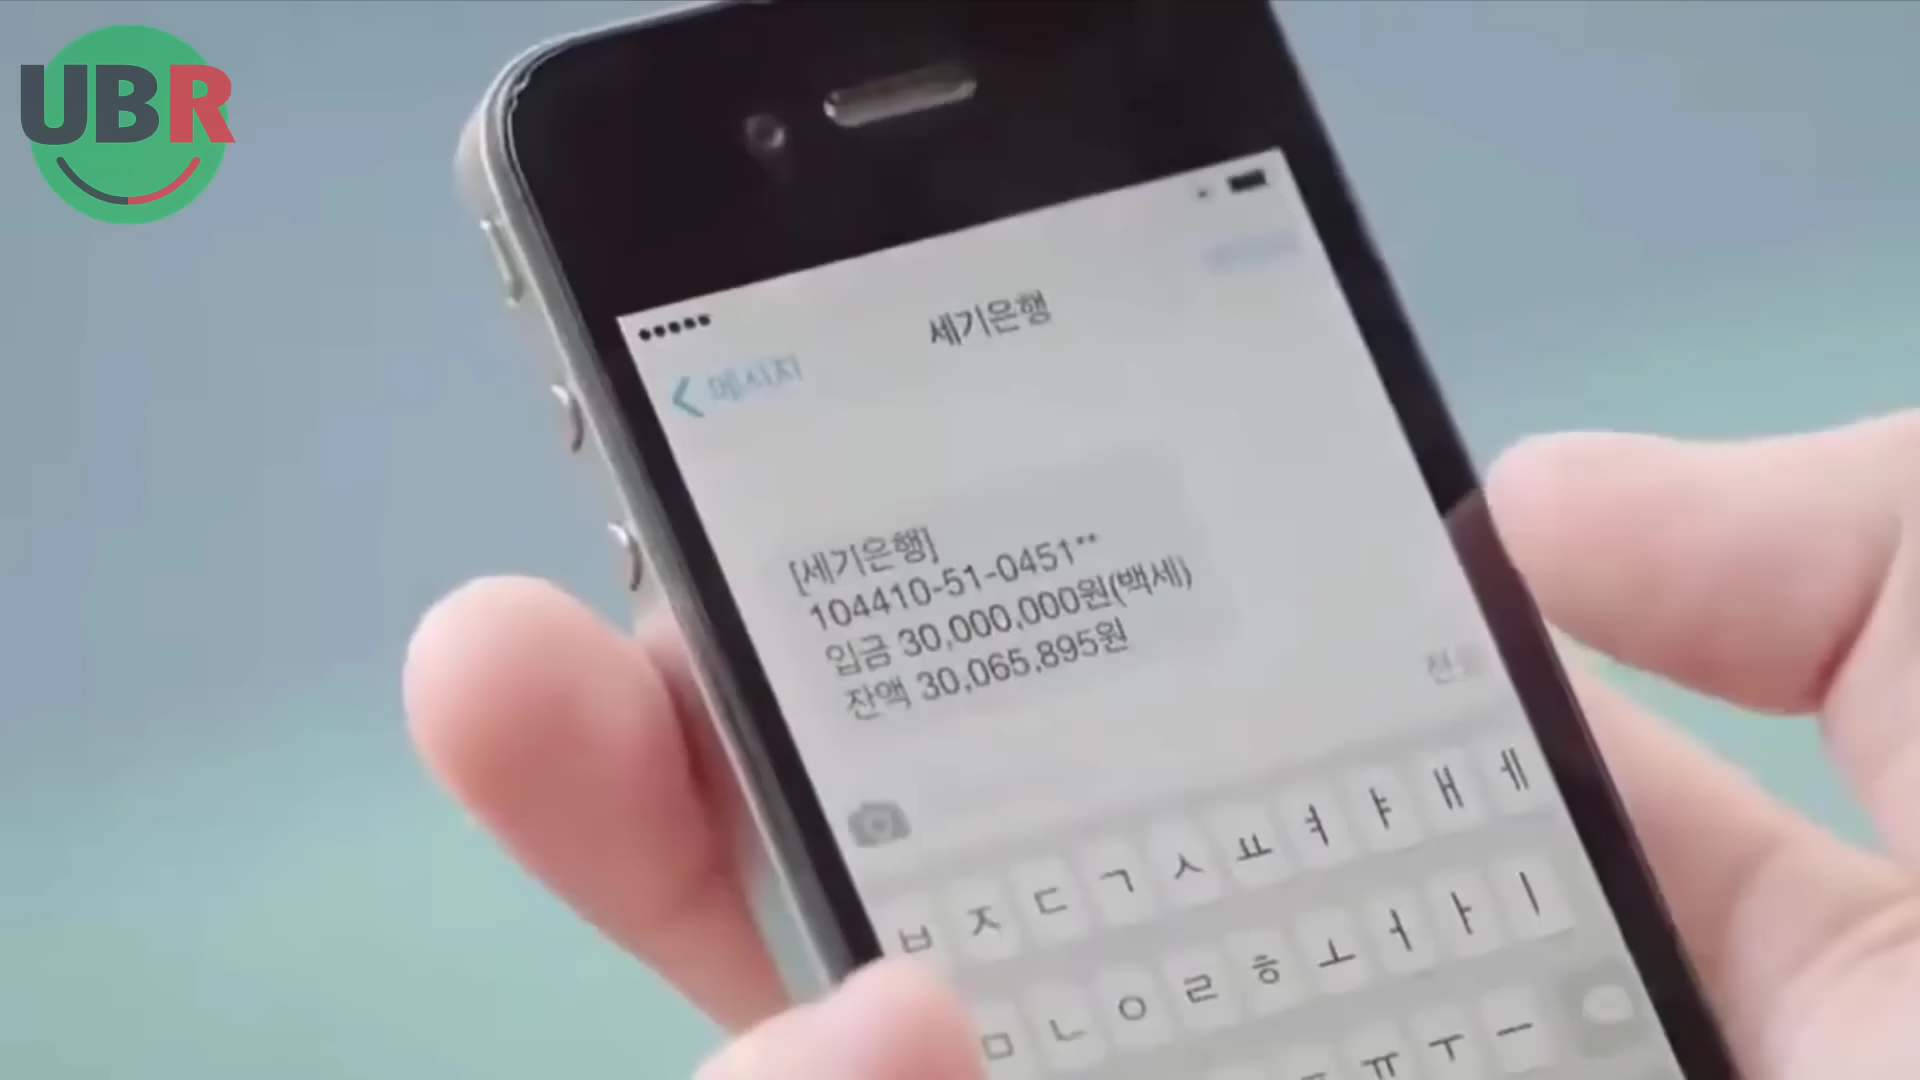 UBR
세기은행
메시지
[세기은행]
104410-51-0451**
입금 30,000,000원(백세)
잔액 30,065,895원
ㅂ ㅈ ㄷ ㄱ ㅅ ㅛ ㅕ ㅑ ㅐ ㅔ
ㅁ ㄴ ㅇ ㄹ ㅎ ㅗ ㅓ ㅏ ㅣ
ㅠ ㅜ ㅡ